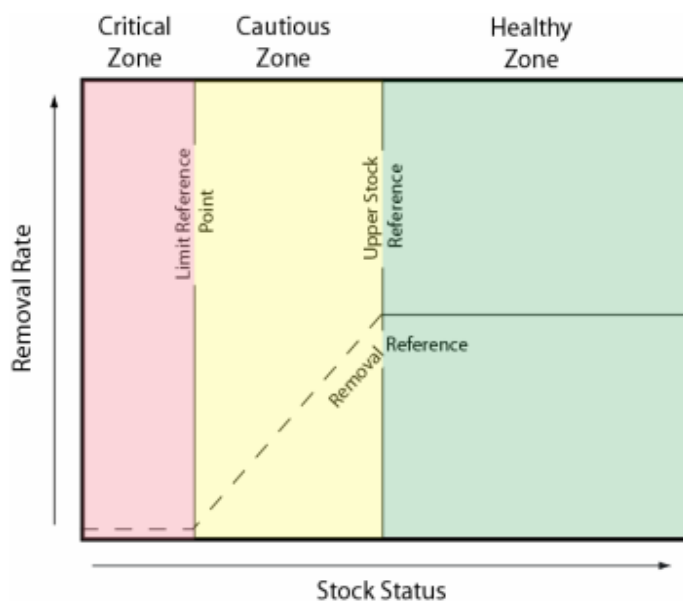 Critical
Zone
Cautious
Zone
Healthy
Zone
Removal Rate
Limit Reference
Point
Upper Stock
Reference
Removal Reference
Stock Status